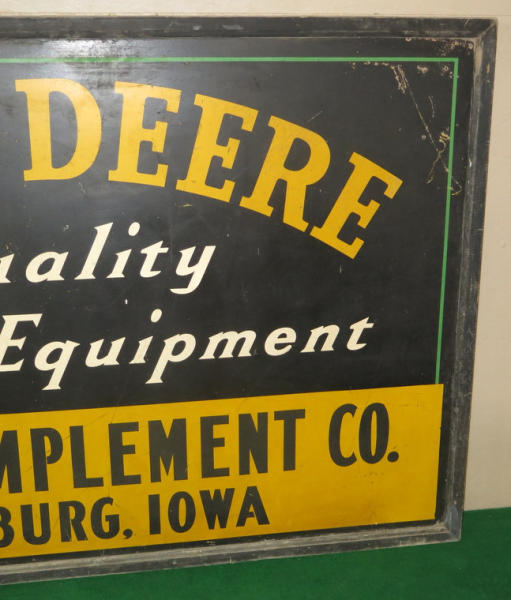 DEERE
uality
Equipment
MPLEMENT CO.
BURG, IOWA